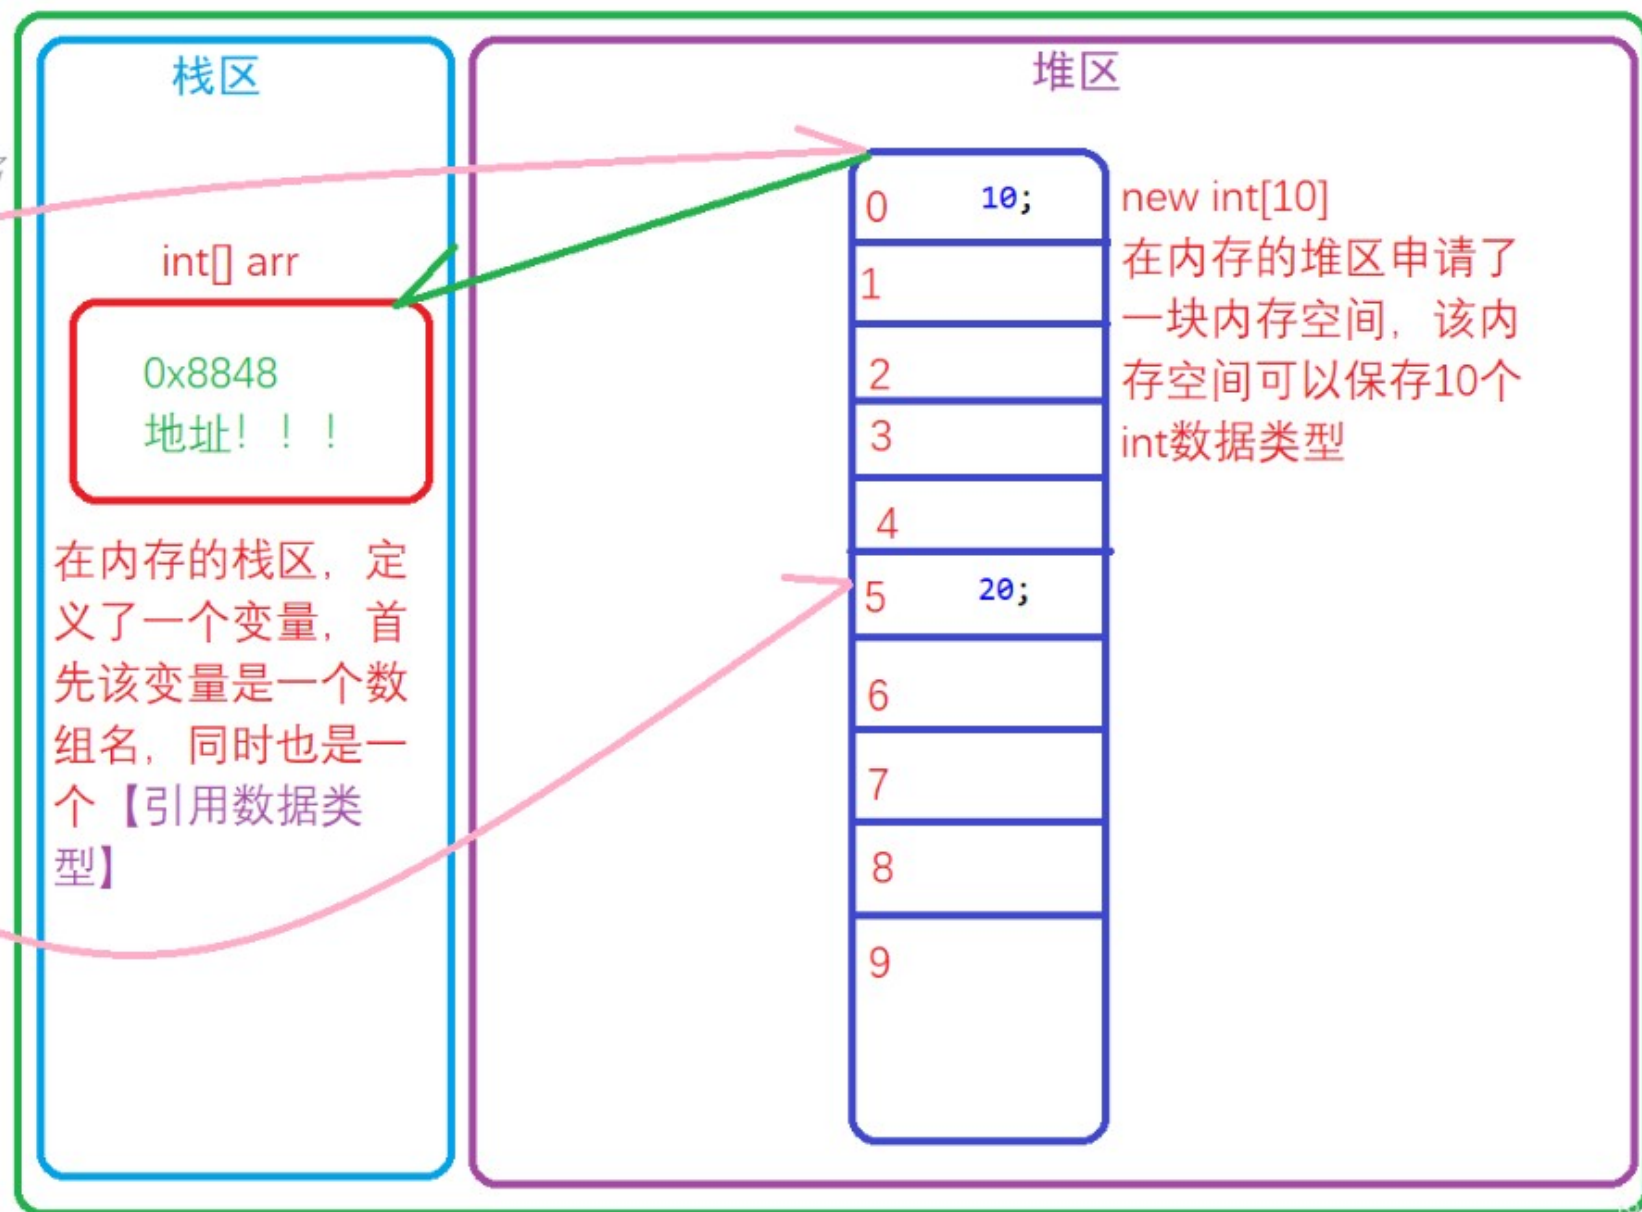 栈区
int[] arr
0x8848
地址！！！
在内存的栈区，定
义了一个变量，首
先该变量是一个数
组名，同时也是一
个【引用数据类
型】
堆区
0 10;
1
2
3
4
5 20;
6
7
8
9
new int[10]
在内存的堆区申请了
一块内存空间，该内
存空间可以保存10个
int数据类型